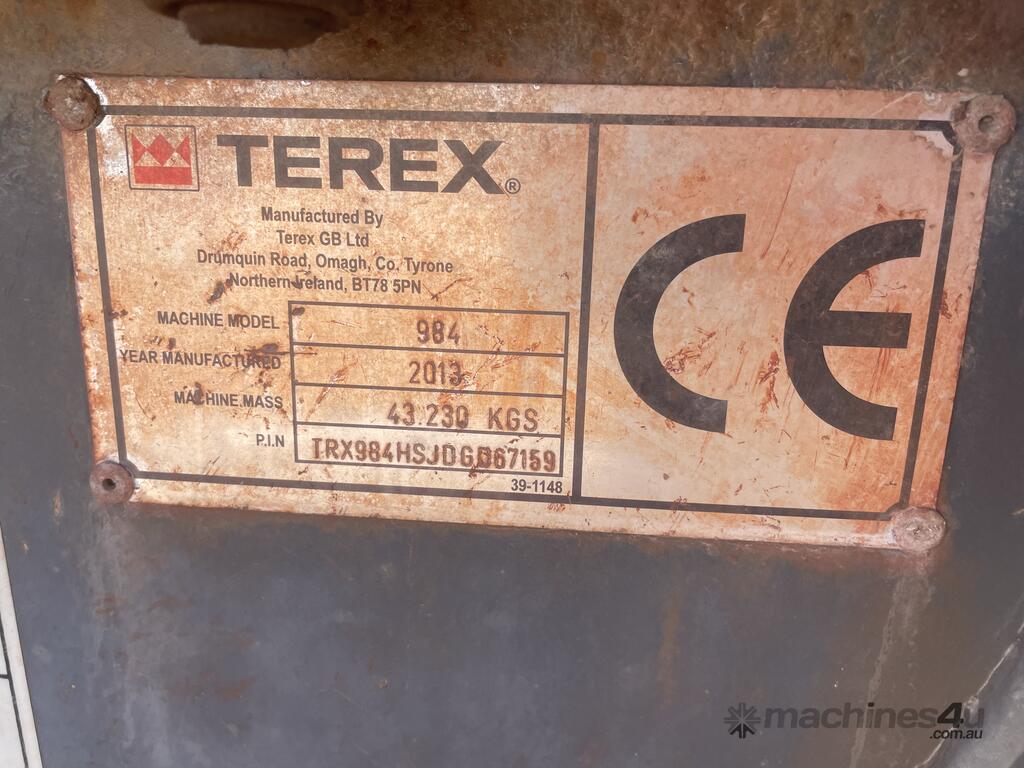 TEREX®
Manufactured By
Terex GB Ltd
Drumquin Road, Omagh, Co. Tyrone
Northern Ireland, BT78 5PN
MACHINE MODEL 984
YEAR MANUFACTURED 2013
MACHINE MASS 43.230 KGS
P.I.N TRX984HSJDGD67159
39-1148
CE
machines4u
.com.au